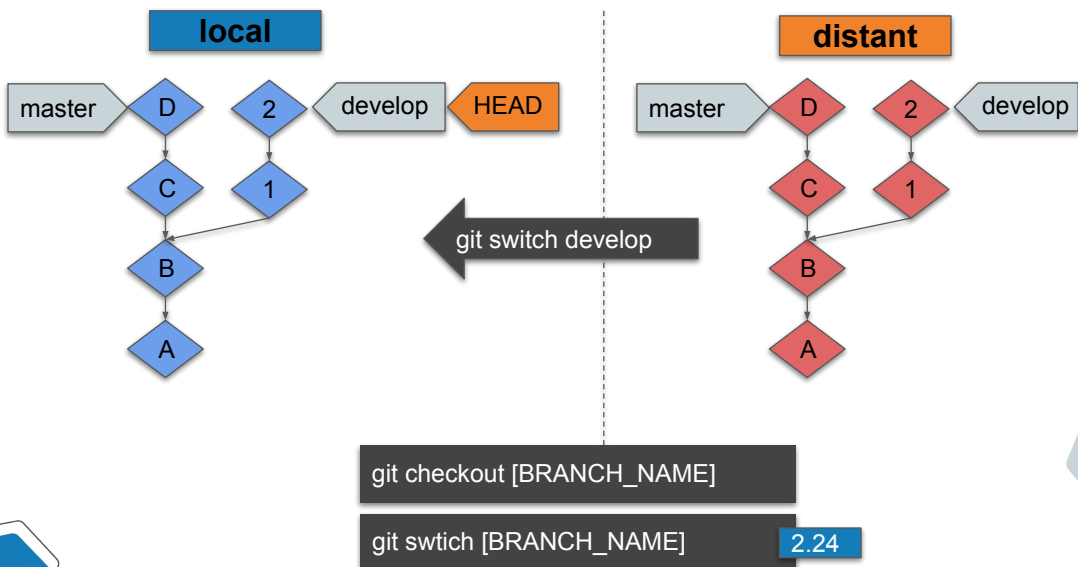 local
distant
master
D
2
develop
HEAD
master
D
2
develop
C
1
C
1
git switch develop
B
B
A
A
git checkout [BRANCH_NAME]
git swtich [BRANCH_NAME]
2.24